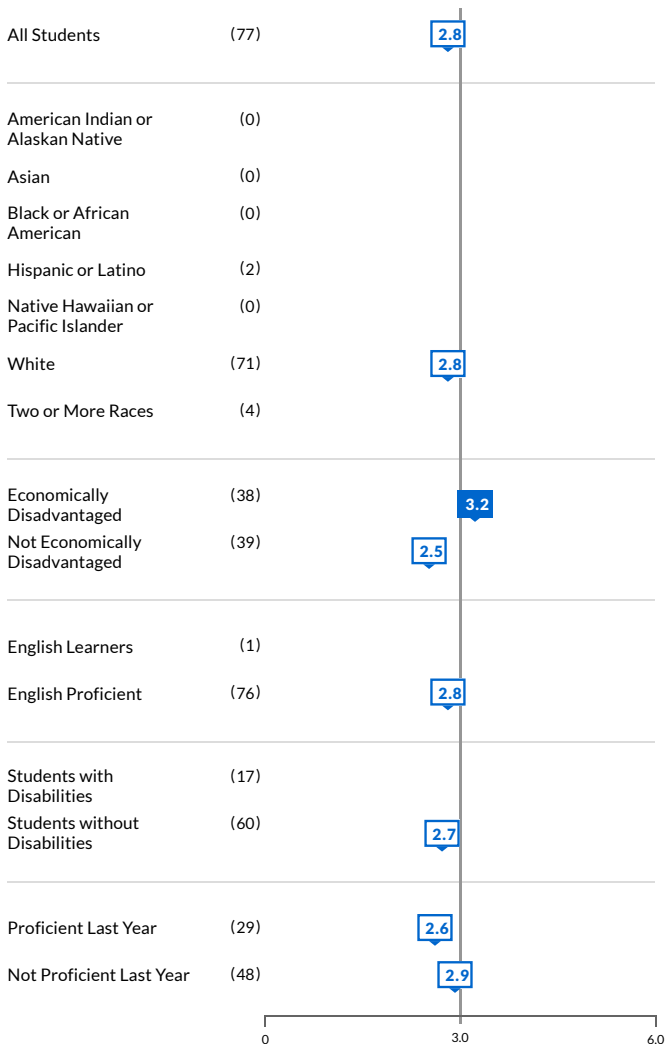 All Students (77) 2.8
American Indian or (0)
Alaskan Native
Asian (0)
Black or African (0)
American
Hispanic or Latino (2)
Native Hawaiian or (0)
Pacific Islander
White (71) 2.8
Two or More Races (4)
Economically (38) 3.2
Disadvantaged
Not Economically (39) 2.5
Disadvantaged
English Learners (1)
English Proficient (76) 2.8
Students with (17)
Disabilities
Students without (60) 2.7
Disabilities
Proficient Last Year (29) 2.6
Not Proficient Last Year (48) 2.9
0 3.0 6.0